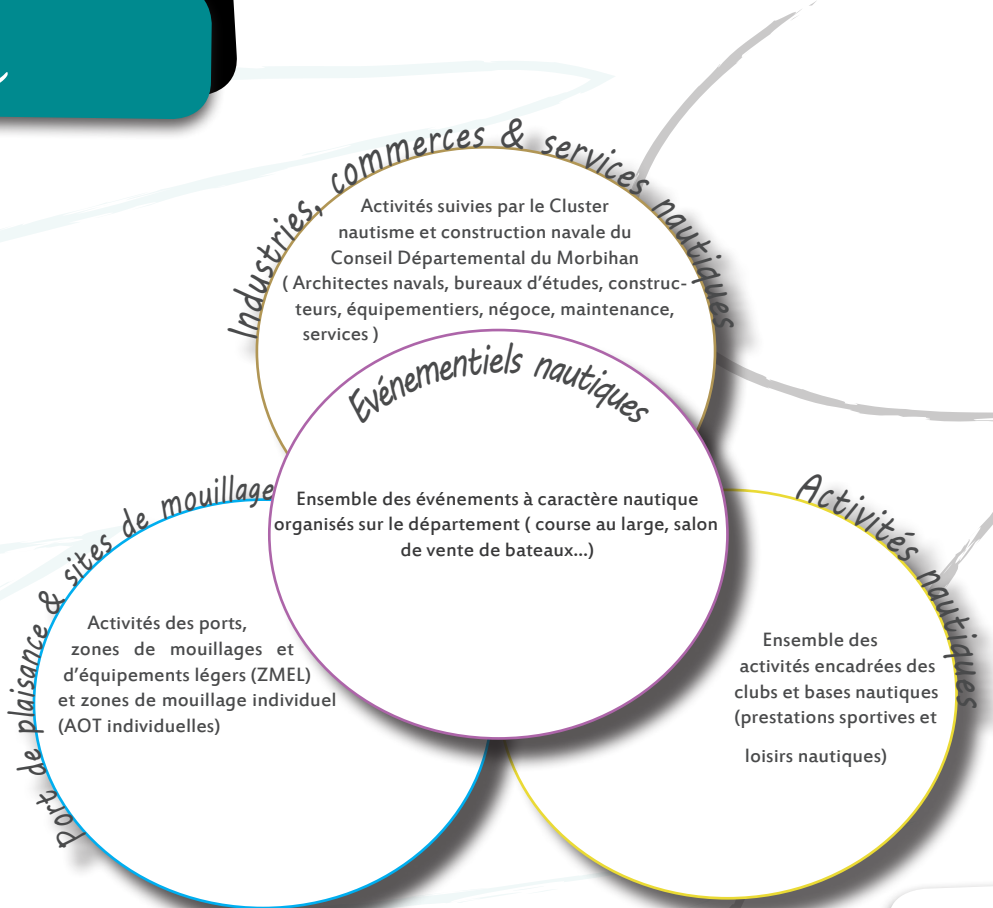 Industries, commerces & services nautiques
Activités suivies par le Cluster
nautisme et construction navale du
Conseil Départemental du Morbihan
( Architectes navals, bureaux d'études, construc-
teurs, équipementiers, négoce, maintenance,
services )
Evénementiels nautiques
Ensemble des événements à caractère nautique
organisés sur le département ( course au large, salon
de vente de bateaux...)
Port de plaisance & sites de mouillage
Activités des ports,
zones de mouillages et
d'équipements légers (ZMEL)
et zones de mouillage individuel
(AOT individuelles)
Activités nautiques
Ensemble des
activités encadrées des
clubs et bases nautiques
(prestations sportives et
loisirs nautiques)